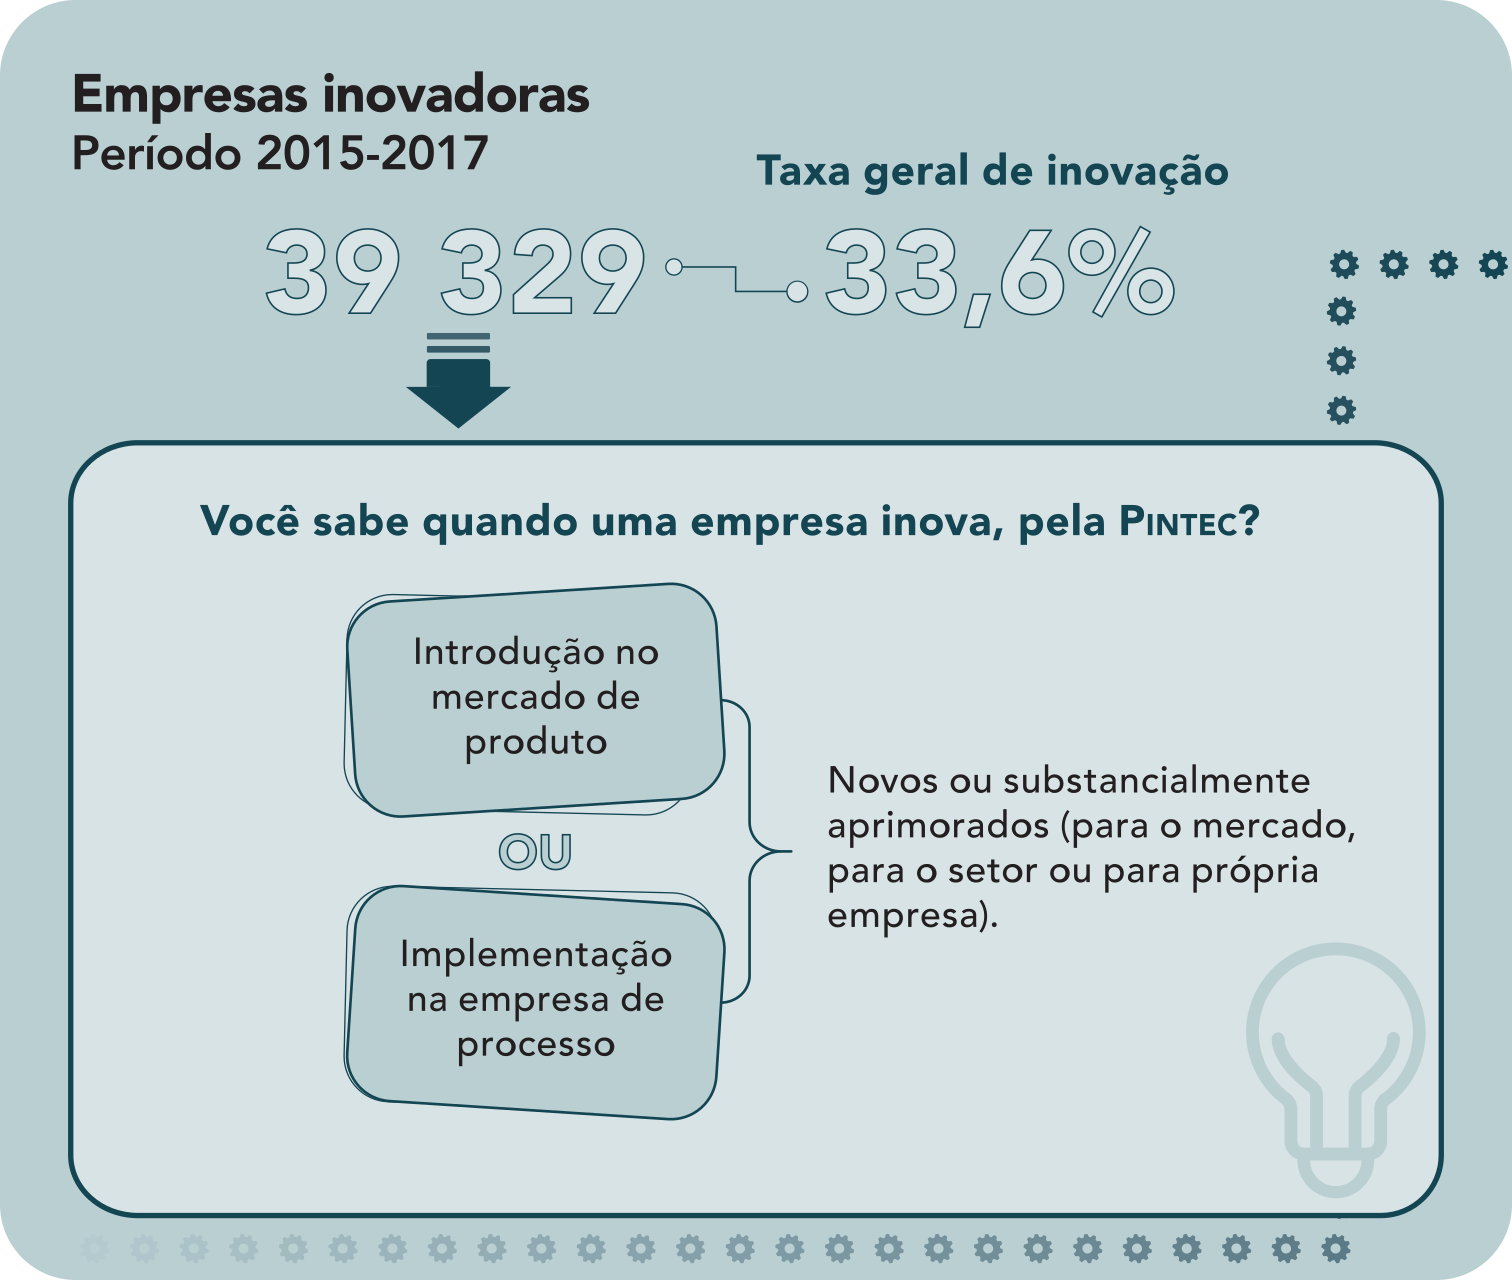 Empresas inovadoras
Período 2015-2017
Taxa geral de inovação
39 329
33,6%
Você sabe quando uma empresa inova, pela PINTEC?
Introdução no
mercado de
produto
OU
Implementação
na empresa de
processo
Novos ou substancialmente
aprimorados (para o mercado,
para o setor ou para própria
empresa).